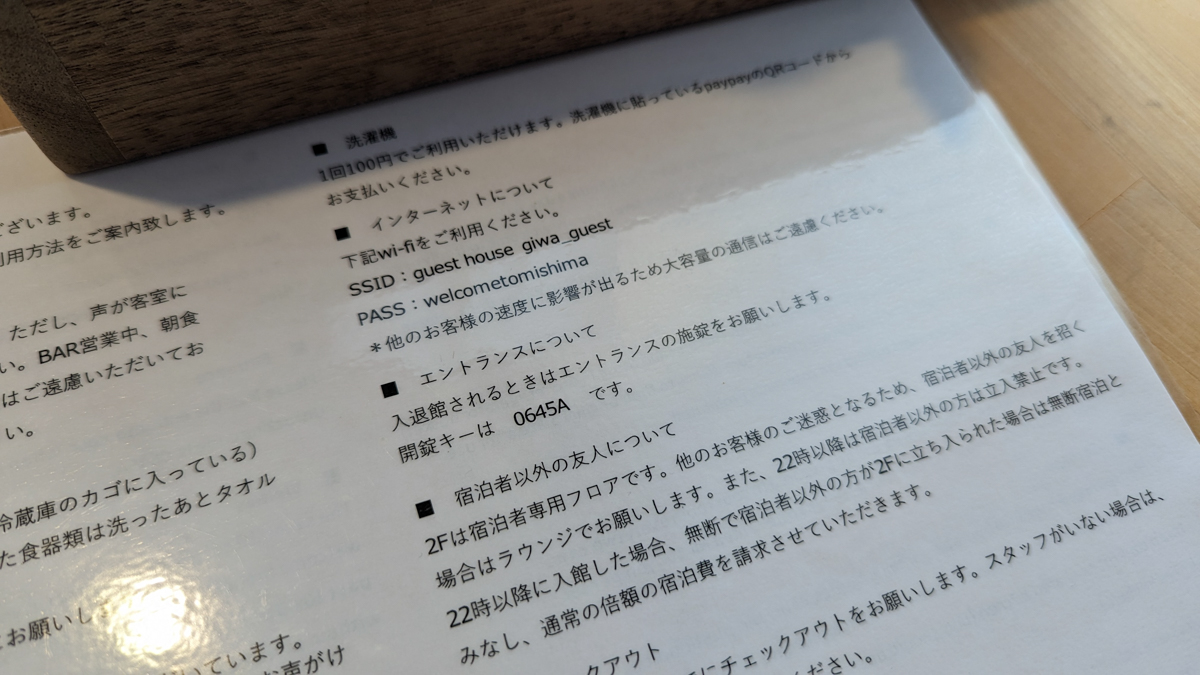 ございます。
利用方法をご案内致します。
ただし、声が客室に
い。BAR営業中、朝食
はご遠慮いただいてお
い。
冷蔵庫のカゴに入っている）
た食器類は洗ったあとタオル
お願いし
いています。
お声がけ
■ 洗濯機
1回100円でご利用いただけます。洗濯機に貼っているpaypayのQRコードから
お支払いください。
■ インターネットについて
下記wi-fiをご利用ください。
SSID：guest house giwa_guest
PASS：welcometomishima
＊他のお客様の速度に影響が出るため大容量の通信はご遠慮ください。
■ エントランスについて
入退館されるときはエントランスの施錠をお願いします。
開錠キーは 0645A です。
■ 宿泊者以外の友人について
2Fは宿泊者専用フロアです。他のお客様のご迷惑となるため、宿泊者以外の友人を招く
場合はラウンジでお願いします。また、22時以降は宿泊者以外の方は立入禁止です。
22時以降に入館した場合、無断で宿泊者以外の方が2Fに立ち入られた場合は無断宿泊と
みなし、通常の倍額の宿泊費を請求させていただきます。
クアウト
にチェックアウトをお願いします。スタッフがいない場合は、
ください。